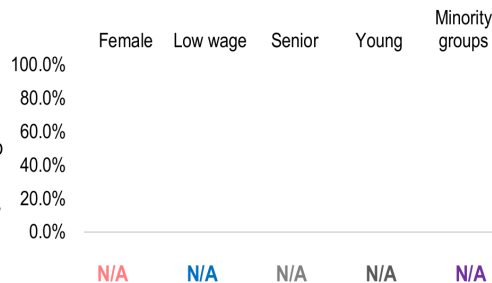 Minority
Female Low wage Senior Young groups
100.0%
80.0%
60.0%
40.0%
20.0%
0.0%
N/A N/A N/A N/A N/A